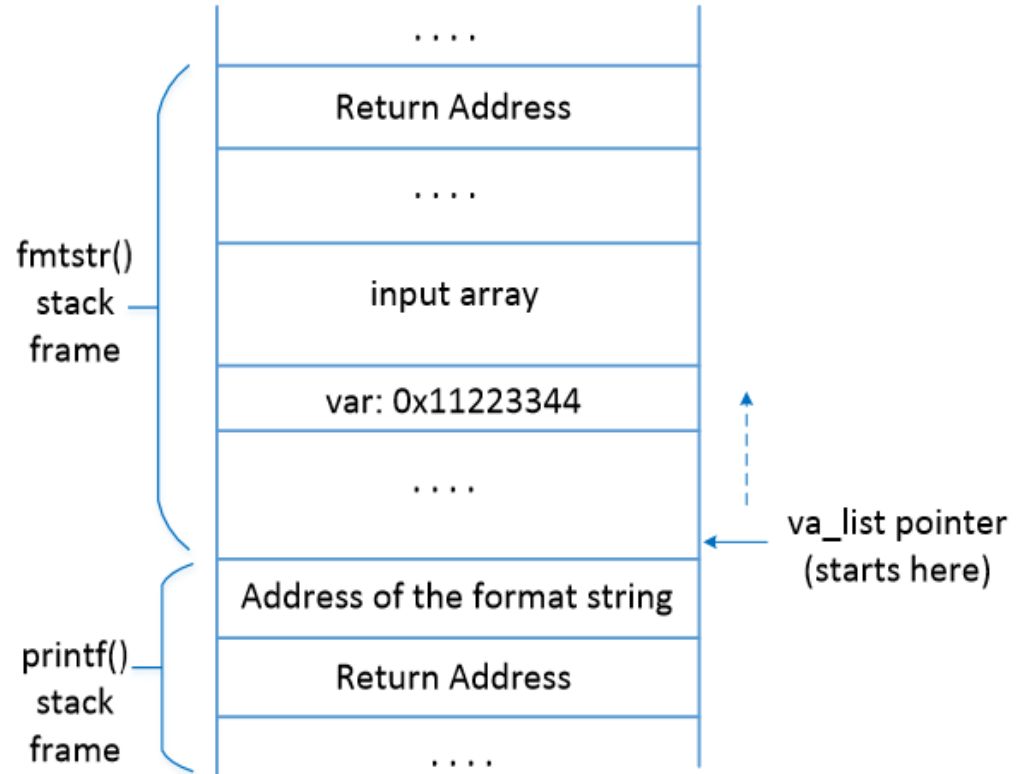 . . . .
Return Address
. . . .
fmtstr()
stack
frame
input array
var: 0x11223344
. . . .
va_list pointer
(starts here)
Address of the format string
printf()
stack
frame
Return Address
. . . .